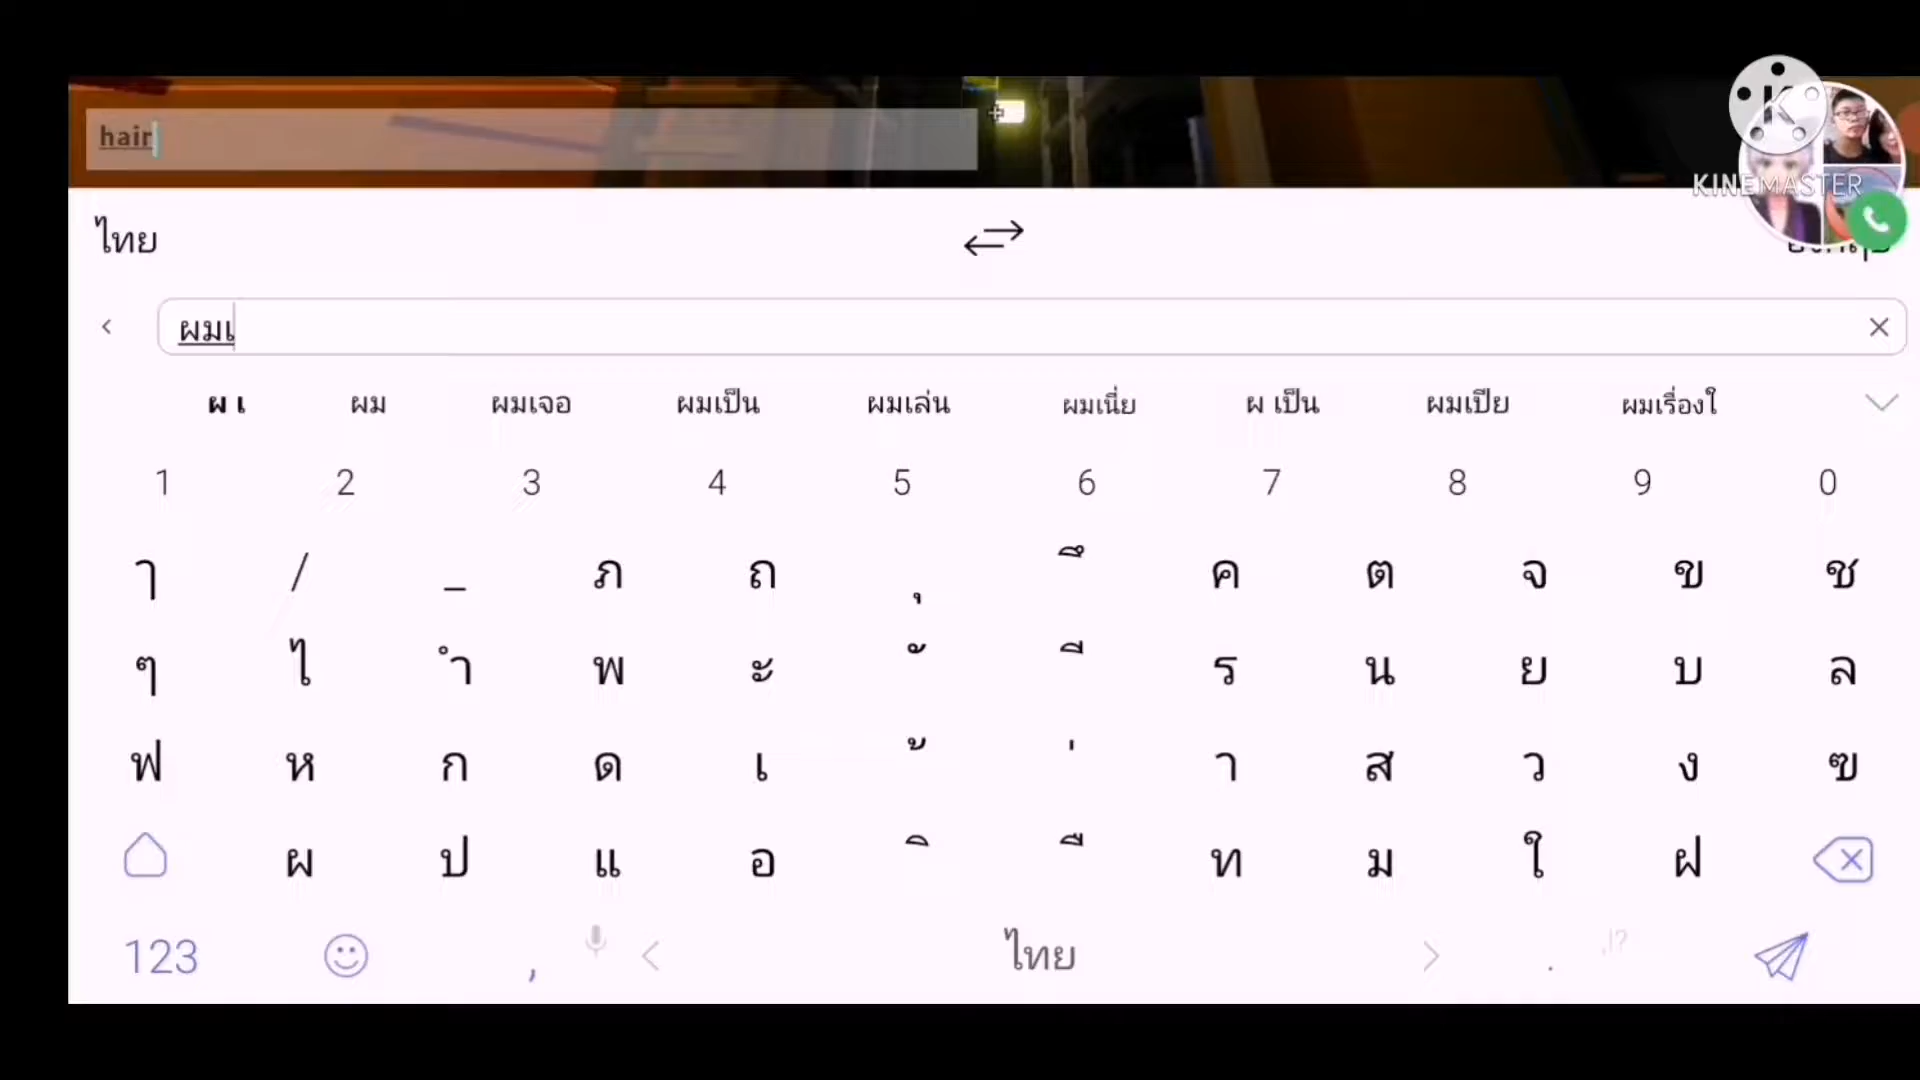 hair
ไทย
ผมเ
ผ เ ผม ผมเจอ ผมเป็น ผมเล่น ผมเนี่ย ผ เป็น ผมเปีย ผมเรื่องใ
1 2 3 4 5 6 7 8 9 0
ๅ / _ ภ ถ ุ ึ ค ต จ ข ช
ๆ ไ ำ พ ะ ั ี ร น ย บ ล
ฟ ห ก ด เ ้ ่ า ส ว ง ฃ
ผ ป แ อ ิ ื ท ม ใ ฝ
123 , ไทย . ,!?
K
KINEMASTER